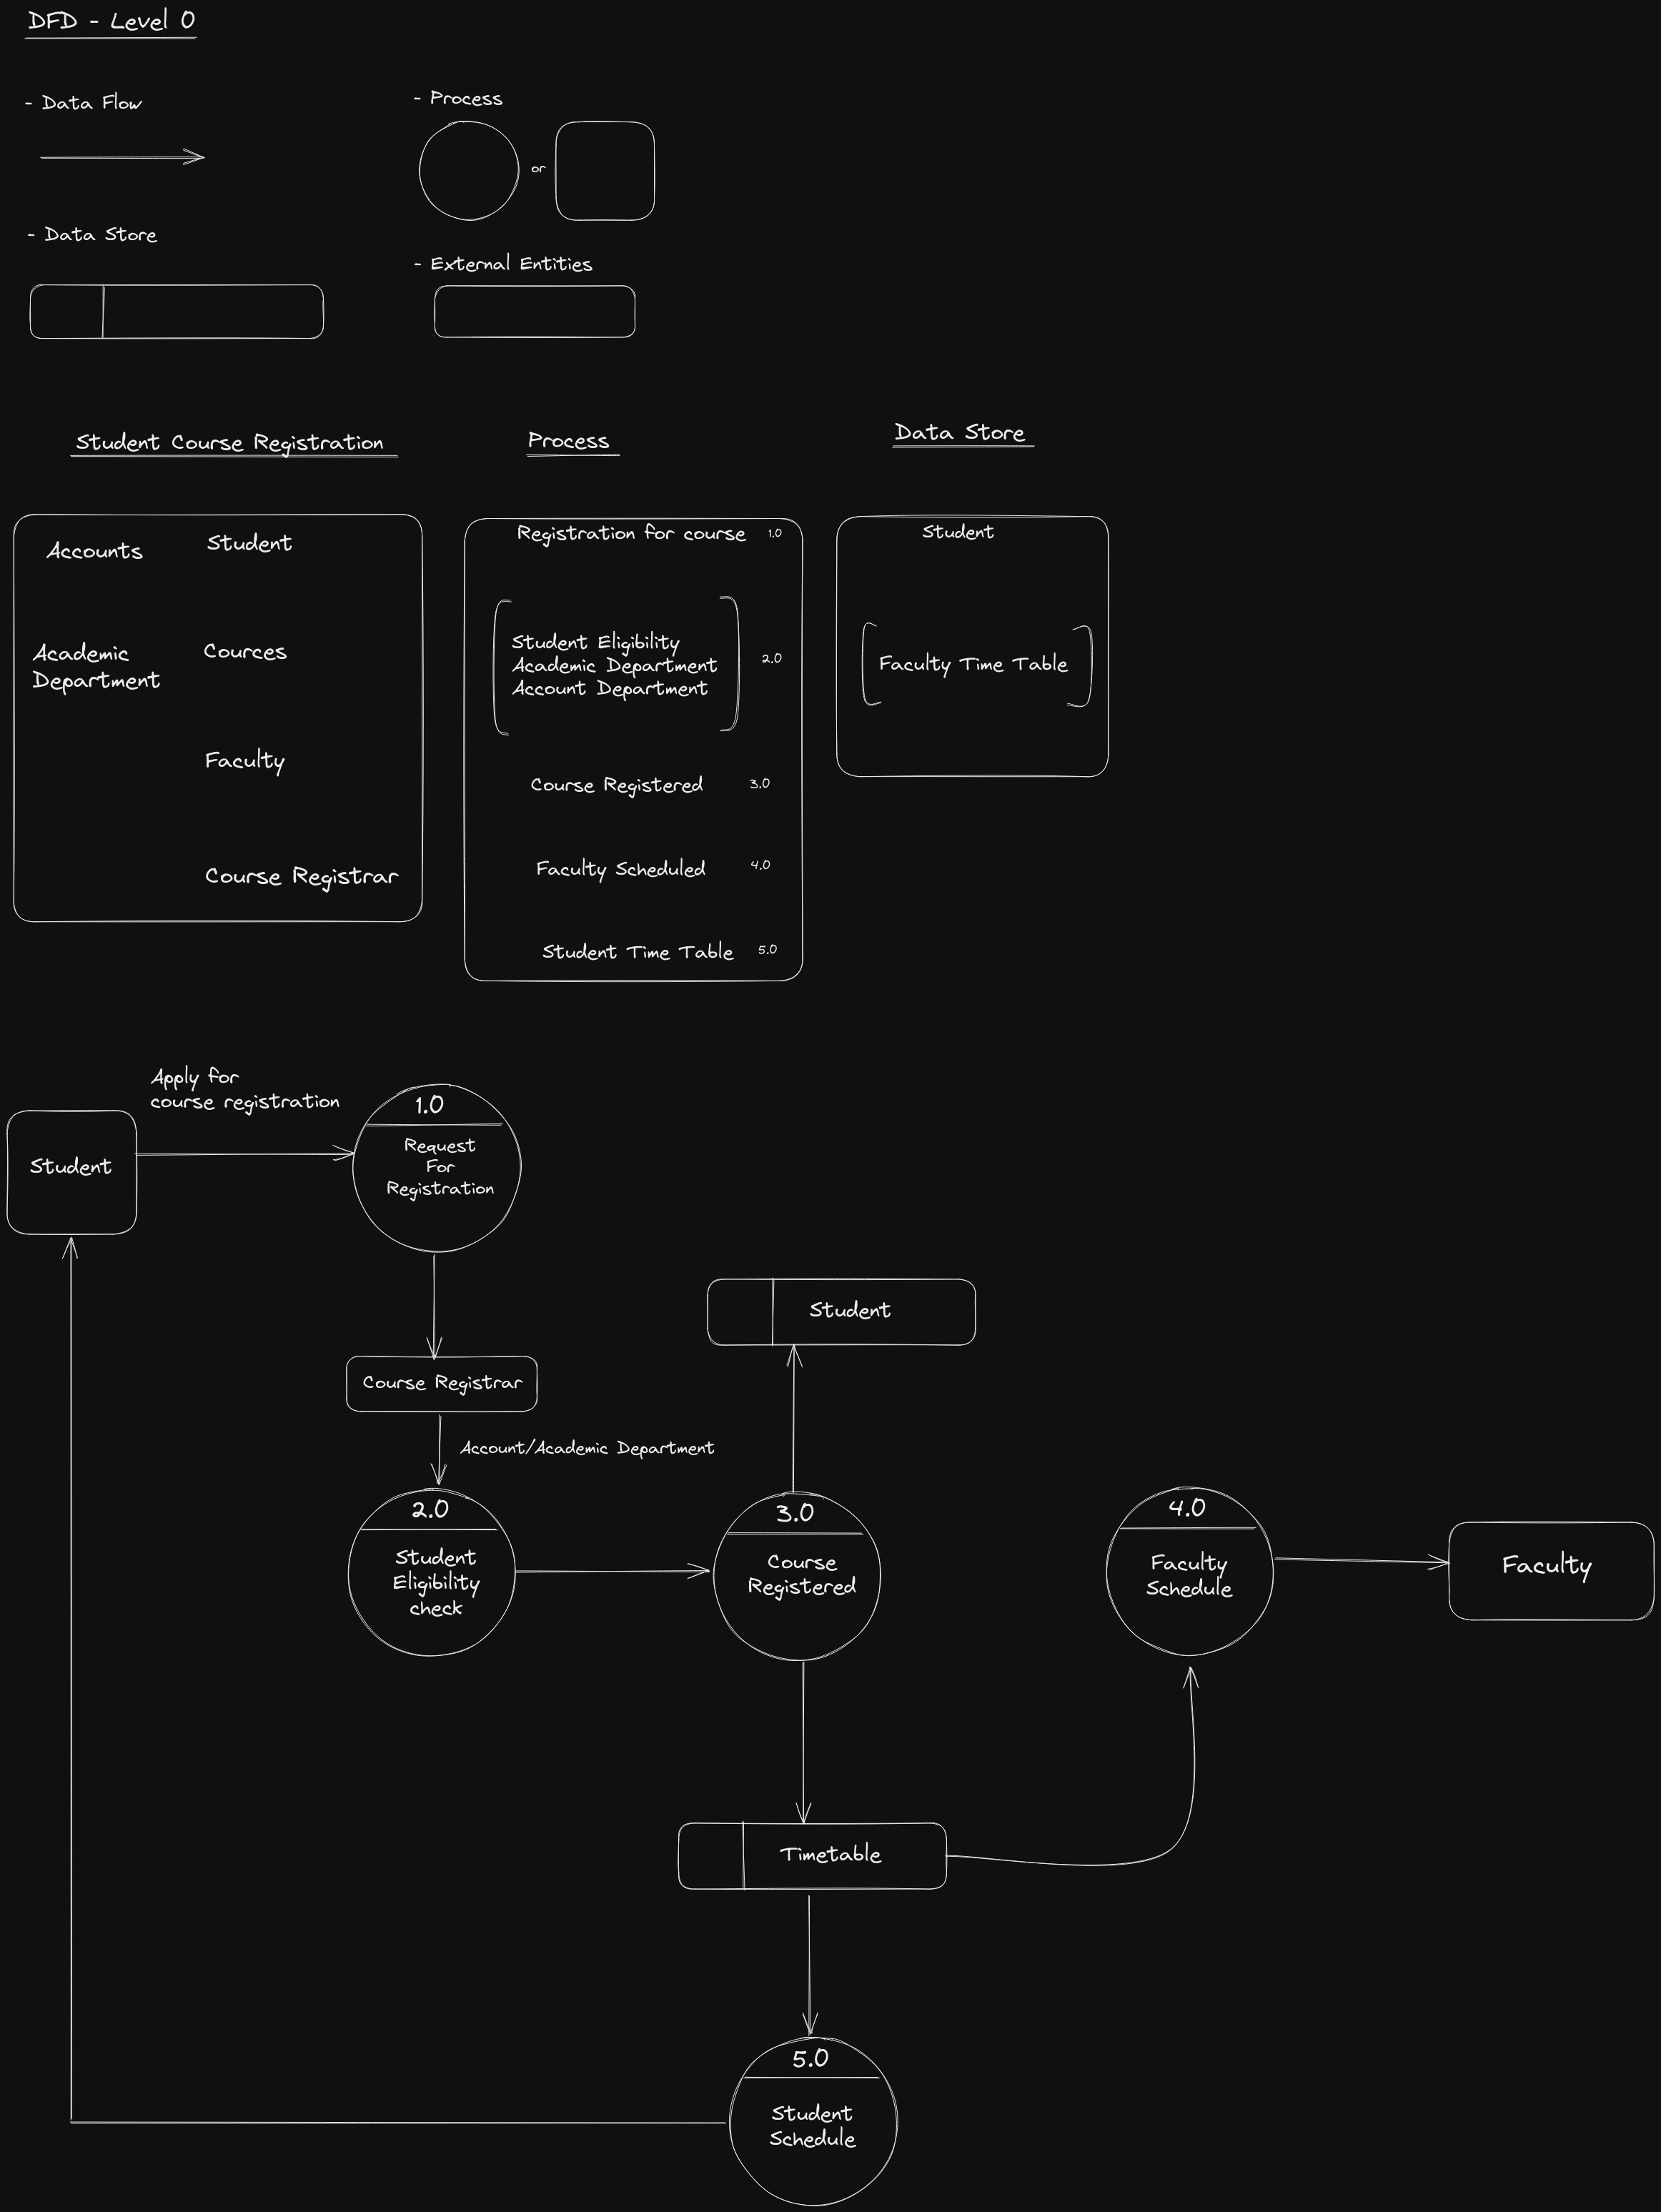 DFD - Level 0
- Data Flow
- Process
or
- Data Store
- External Entities
Student Course Registration
Process
Data Store
Accounts
Student
Academic
Department
Cources
Faculty
Course Registrar
Registration for course 1.0
Student Eligibility
Academic Department
Account Department
2.0
Course Registered 3.0
Faculty Scheduled 4.0
Student Time Table 5.0
Student
Faculty Time Table
Student
Apply for
course registration
1.0
Request
For
Registration
Student
Course Registrar
Account/Academic Department
2.0
Student
Eligibility
check
3.0
Course
Registered
4.0
Faculty
Schedule
Faculty
Timetable
5.0
Student
Schedule